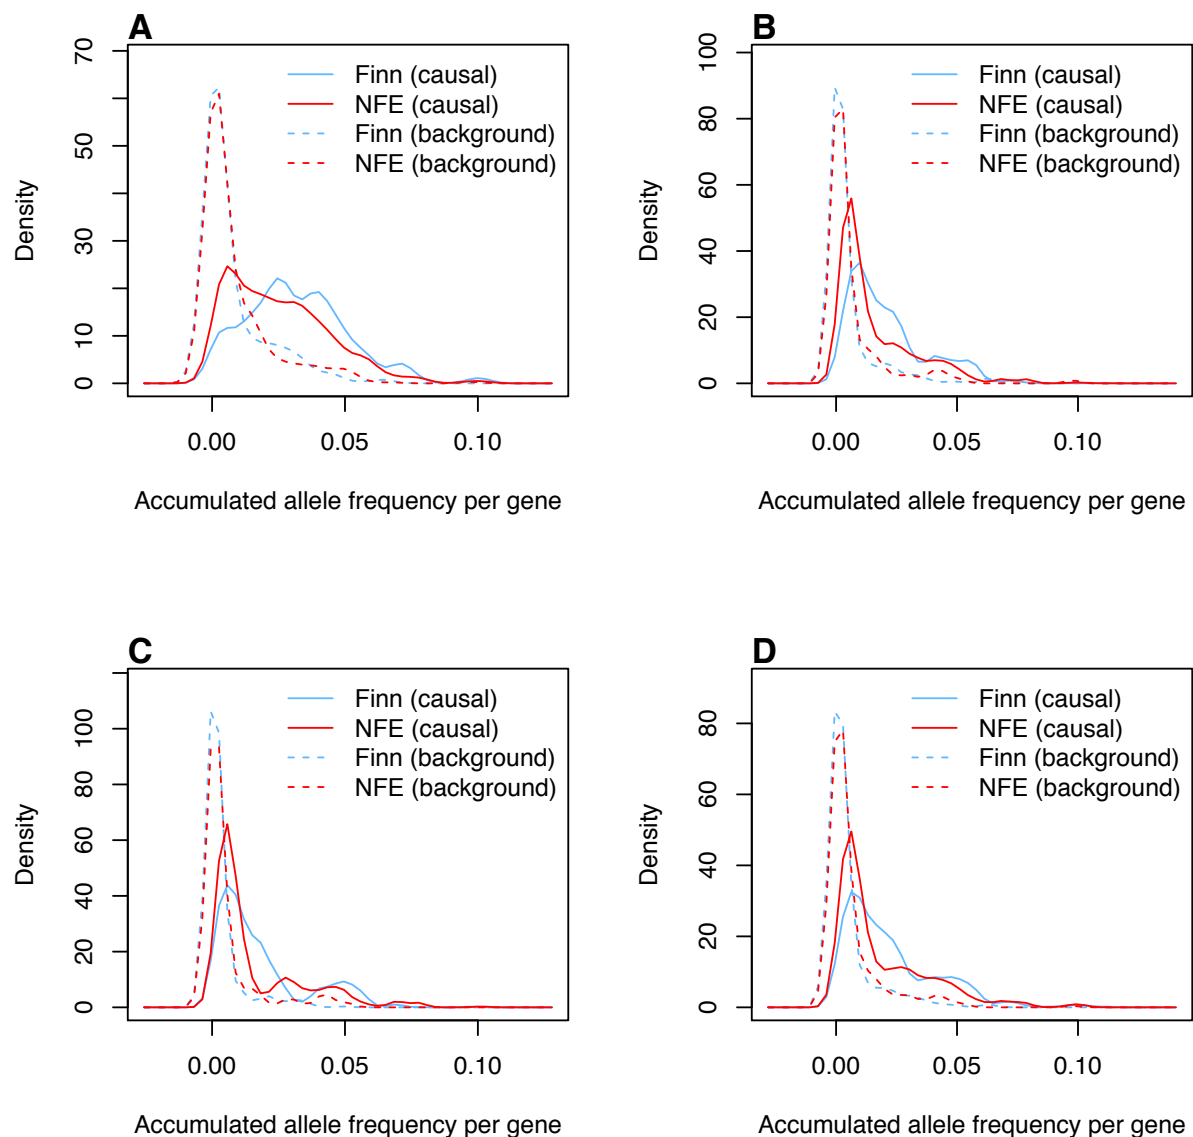 A
Density
70
50
30
10
0
Finn (causal)
NFE (causal)
Finn (background)
NFE (background)
0.00 0.05 0.10
Accumulated allele frequency per gene
B
Density
100
80
60
40
20
0
Finn (causal)
NFE (causal)
Finn (background)
NFE (background)
0.00 0.05 0.10
Accumulated allele frequency per gene
C
Density
100
80
60
40
20
0
Finn (causal)
NFE (causal)
Finn (background)
NFE (background)
0.00 0.05 0.10
Accumulated allele frequency per gene
D
Density
80
60
40
20
0
Finn (causal)
NFE (causal)
Finn (background)
NFE (background)
0.00 0.05 0.10
Accumulated allele frequency per gene